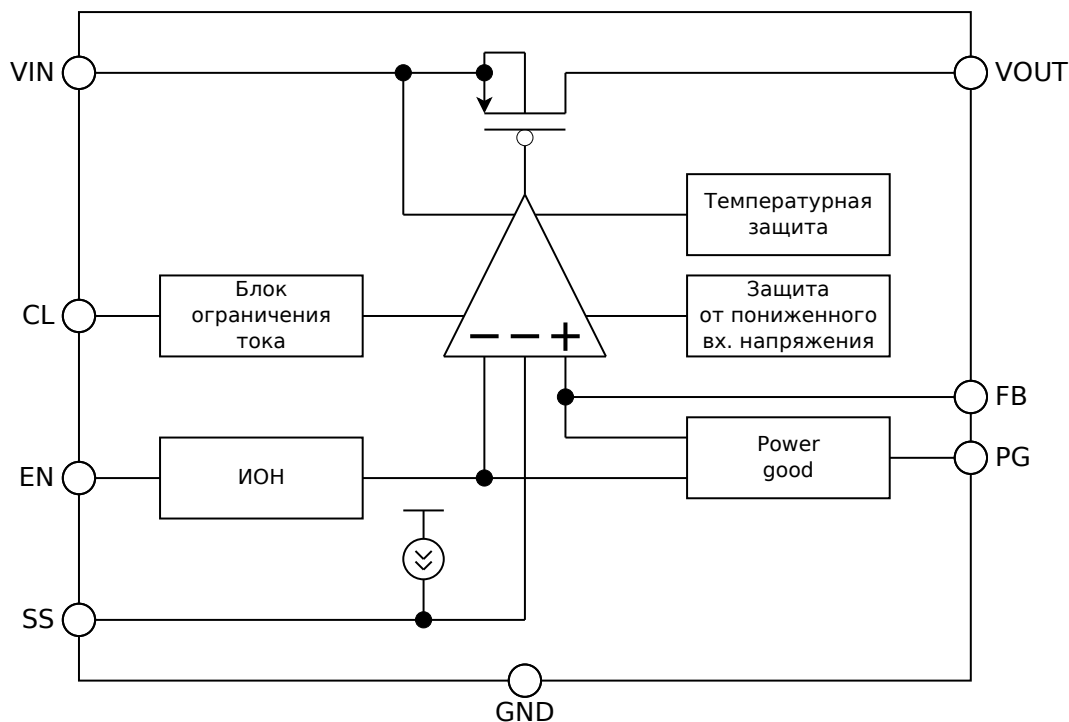 VIN
VOUT
Температурная
защита
CL
Блок
ограничения
тока
Защита
от пониженного
вх. напряжения
FB
EN
ИОН
Power
good
PG
SS
GND